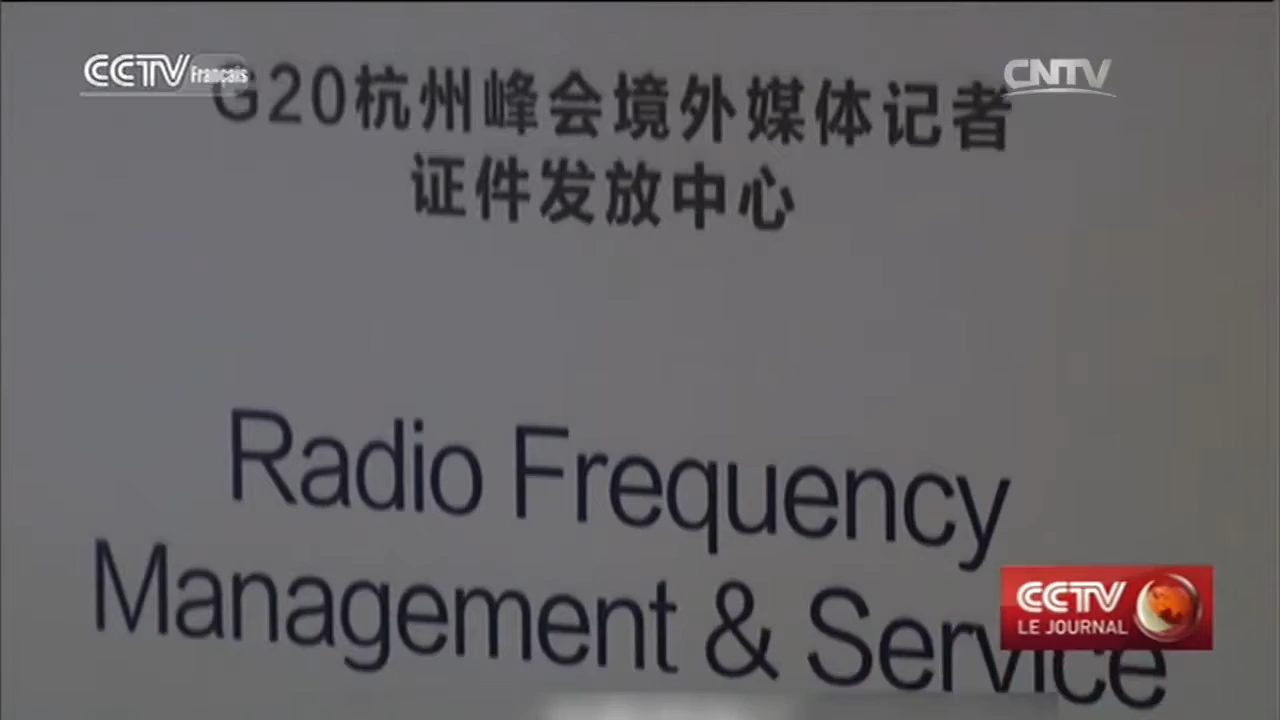 CCTV Français
CNTV
G20杭州峰会境外媒体记者
证件发放中心
Radio Frequency
Management & Service
CCTV
LE JOURNAL